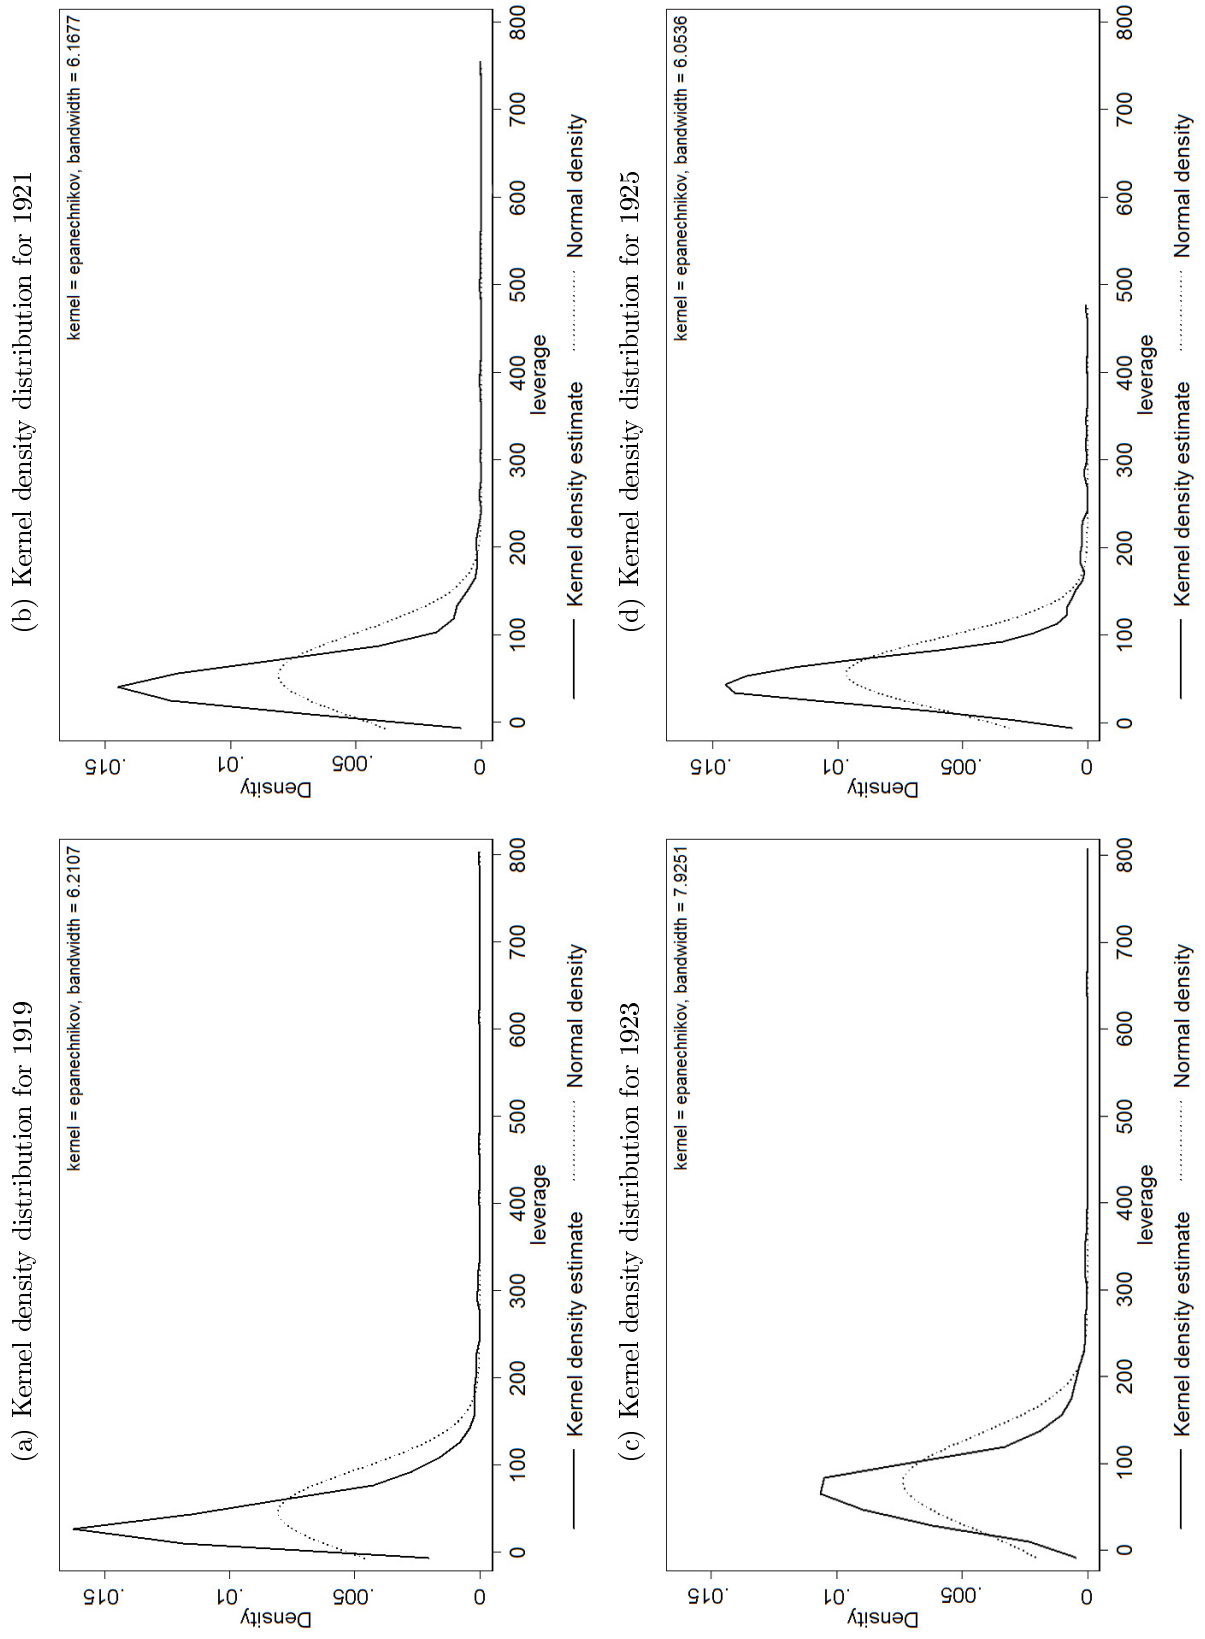 (a) Kernel density distribution for 1919
kernel = epanechnikov, bandwidth = 6.2107
Density
.015
.01
.005
0
0 100 200 300 400 500 600 700 800
leverage
Kernel density estimate Normal density
(b) Kernel density distribution for 1921
kernel = epanechnikov, bandwidth = 6.1677
Density
.015
.01
.005
0
0 100 200 300 400 500 600 700 800
leverage
Kernel density estimate Normal density
(c) Kernel density distribution for 1923
kernel = epanechnikov, bandwidth = 7.9251
Density
.015
.01
.005
0
0 100 200 300 400 500 600 700 800
leverage
Kernel density estimate Normal density
(d) Kernel density distribution for 1925
kernel = epanechnikov, bandwidth = 6.0536
Density
.015
.01
.005
0
0 100 200 300 400 500 600 700 800
leverage
Kernel density estimate Normal density